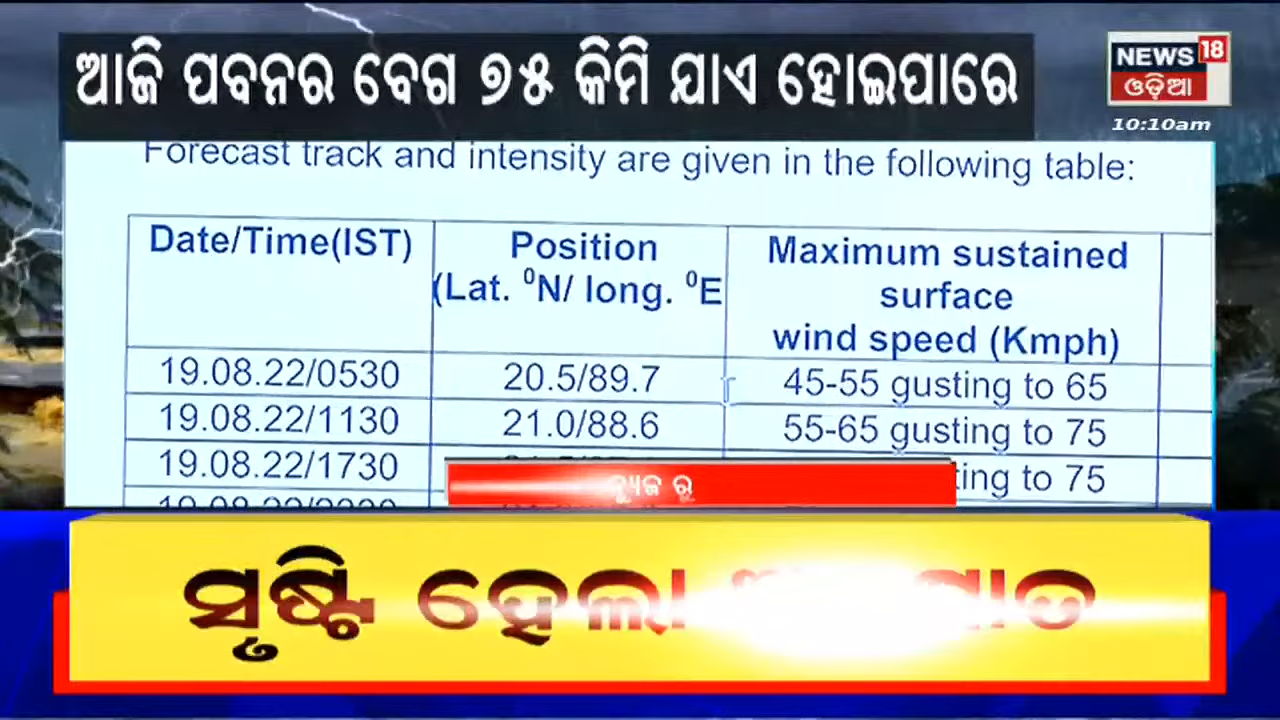 ଆଜି ପବନର ବେଗ ୭୫ କିମି ଯାଏ ହୋଇପାରେ
NEWS 18
ଓଡ଼ିଆ
10:10am
Forecast track and intensity are given in the following table:
Date/Time(IST) Position (Lat. ⁰N/ long. ⁰E Maximum sustained surface wind speed (Kmph)
19.08.22/0530 20.5/89.7 45-55 gusting to 65
19.08.22/1130 21.0/88.6 55-65 gusting to 75
19.08.22/1730 to 75
ରୁ
ସୃଷ୍ଟି ହେଲା